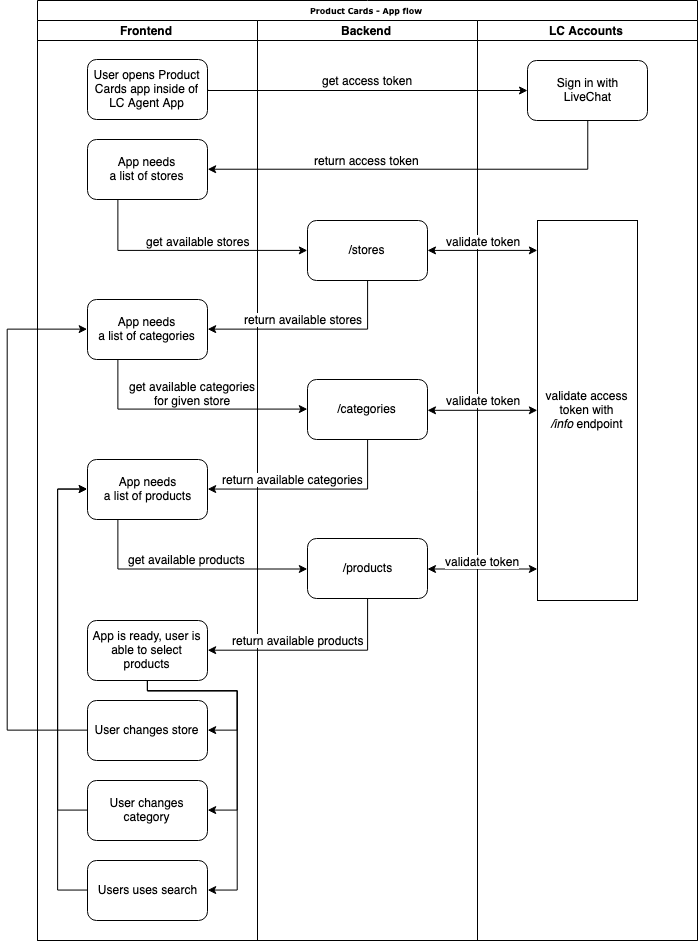 Product Cards - App flow
Frontend
Backend
LC Accounts
User opens Product
Cards app inside of
LC Agent App
get access token
Sign in with
LiveChat
return access token
App needs
a list of stores
get available stores
/stores
validate token
return available stores
App needs
a list of categories
get available categories
for given store
/categories
validate token
validate access
token with
/info endpoint
return available categories
App needs
a list of products
get available products
/products
validate token
return available products
App is ready, user is
able to select
products
User changes store
User changes
category
Users uses search